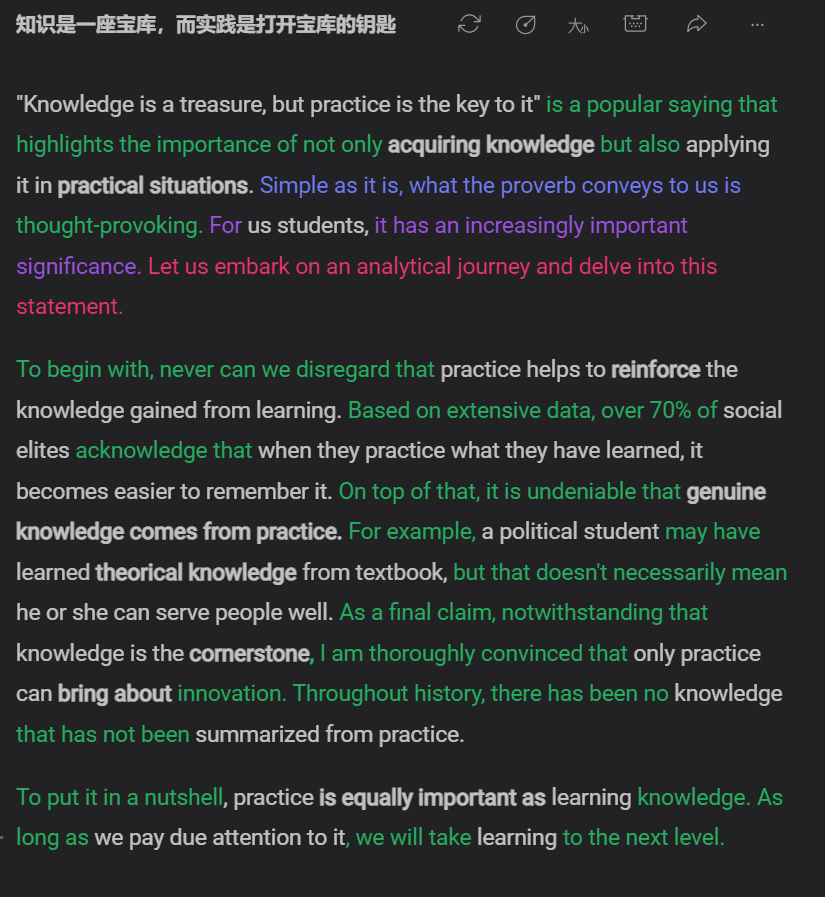 知识是一座宝库，而实践是打开宝库的钥匙
大小
...
"Knowledge is a treasure, but practice is the key to it" is a popular saying that
highlights the importance of not only acquiring knowledge but also applying
it in practical situations. Simple as it is, what the proverb conveys to us is
thought-provoking. For us students, it has an increasingly important
significance. Let us embark on an analytical journey and delve into this
statement.
To begin with, never can we disregard that practice helps to reinforce the
knowledge gained from learning. Based on extensive data, over 70% of social
elites acknowledge that when they practice what they have learned, it
becomes easier to remember it. On top of that, it is undeniable that genuine
knowledge comes from practice. For example, a political student may have
learned theorical knowledge from textbook, but that doesn't necessarily mean
he or she can serve people well. As a final claim, notwithstanding that
knowledge is the cornerstone, I am thoroughly convinced that only practice
can bring about innovation. Throughout history, there has been no knowledge
that has not been summarized from practice.
To put it in a nutshell, practice is equally important as learning knowledge. As
long as we pay due attention to it, we will take learning to the next level.